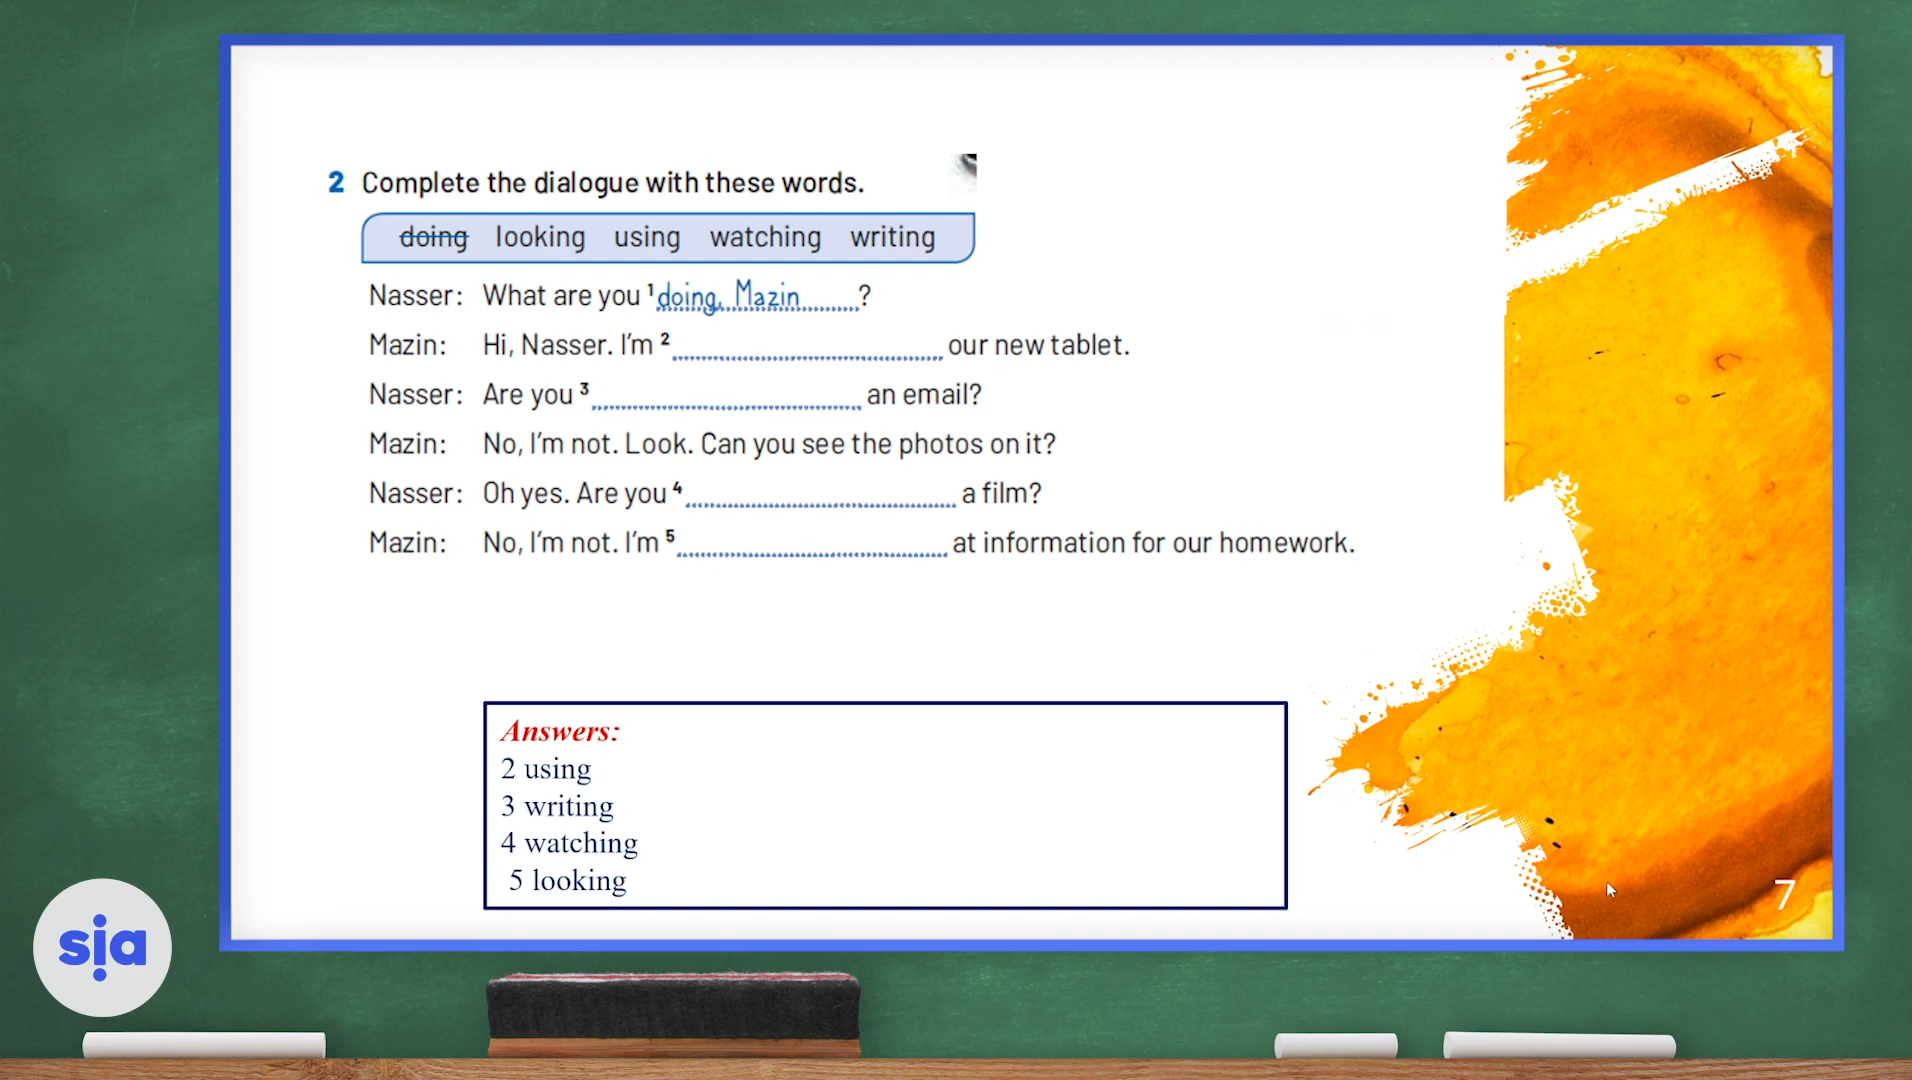 2 Complete the dialogue with these words.
doing looking using watching writing
Nasser: What are you ¹doing, Mazin?
Mazin: Hi, Nasser. I'm ² our new tablet.
Nasser: Are you ³ an email?
Mazin: No, I'm not. Look. Can you see the photos on it?
Nasser: Oh yes. Are you ⁴ a film?
Mazin: No, I'm not. I'm ⁵ at information for our homework.
Answers:
2 using
3 writing
4 watching
5 looking
7
sia